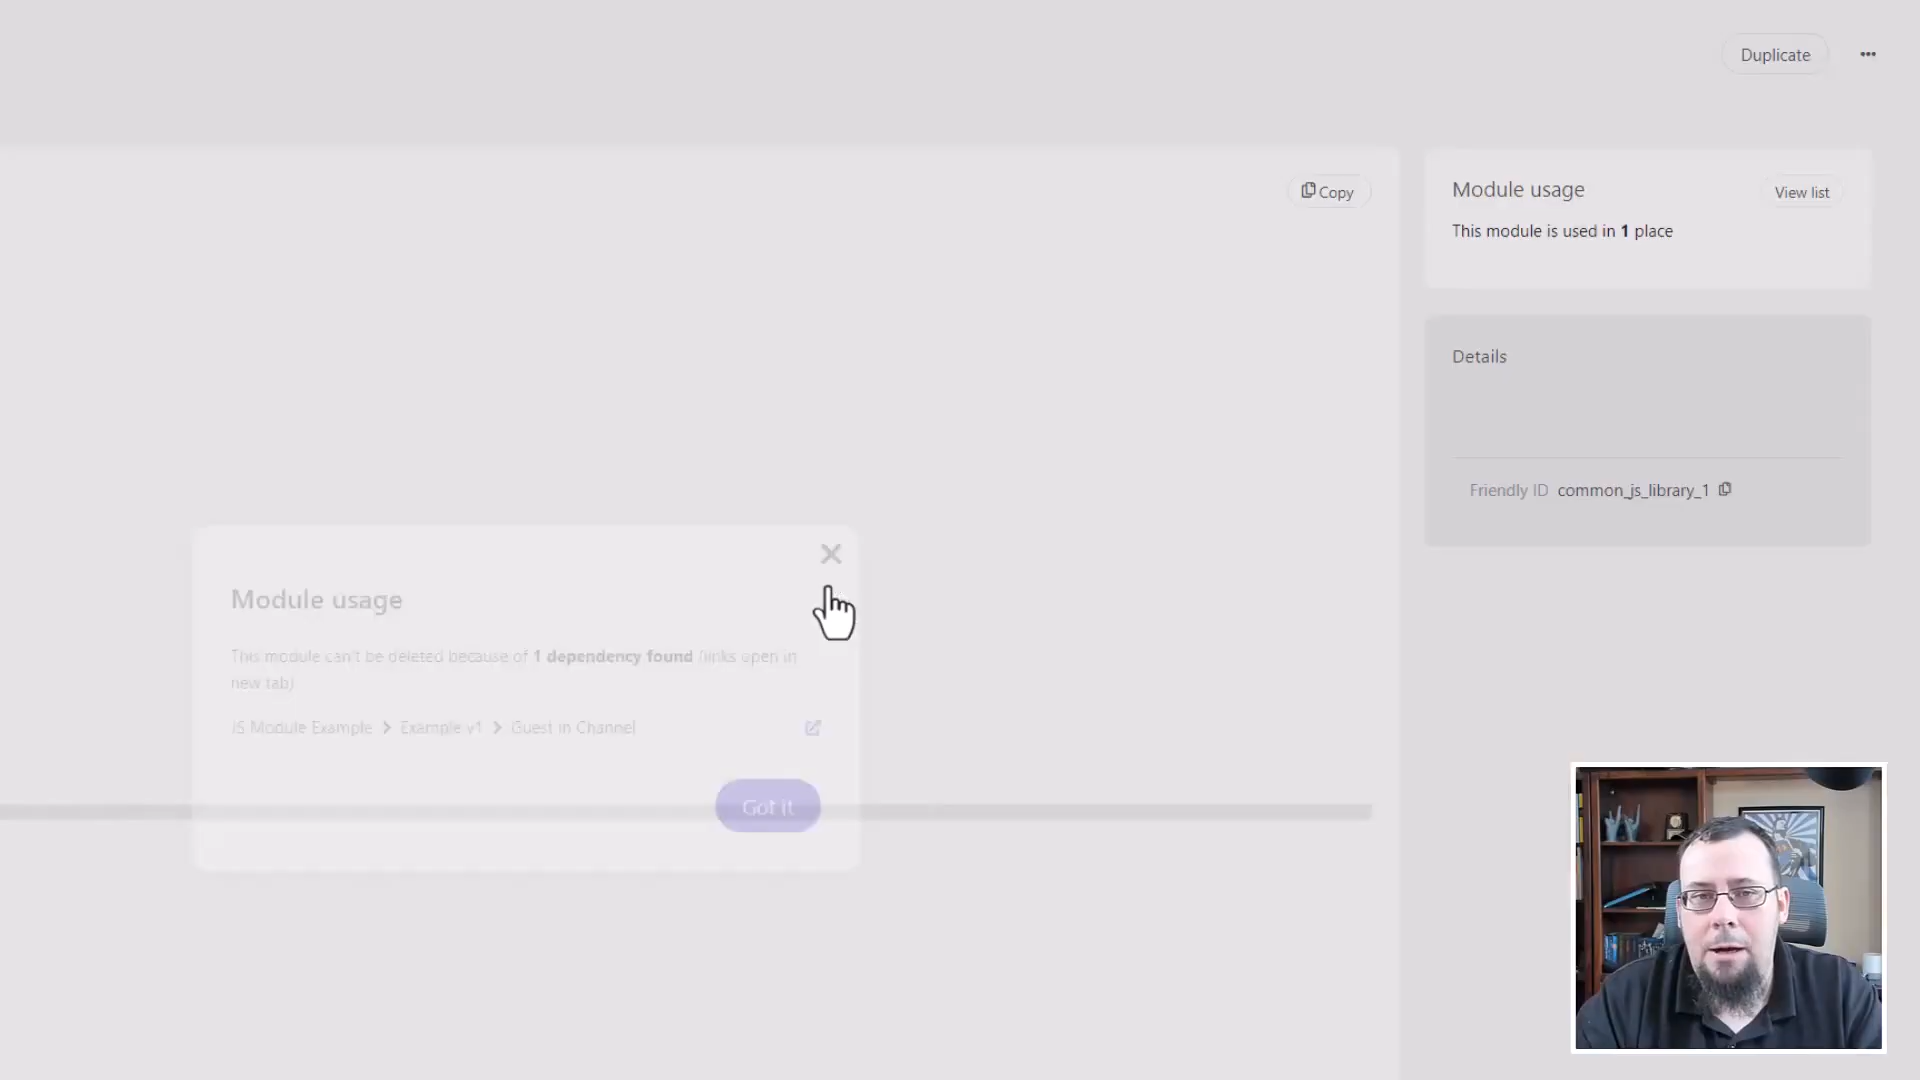 Duplicate
Copy
Module usage
View list
This module is used in 1 place
Details
Friendly ID common_js_library_1
Module usage
This module can't be deleted because of 1 dependency found (links open in
new tab)
JS Module Example > Example v1 > Guest in Channel
Got it